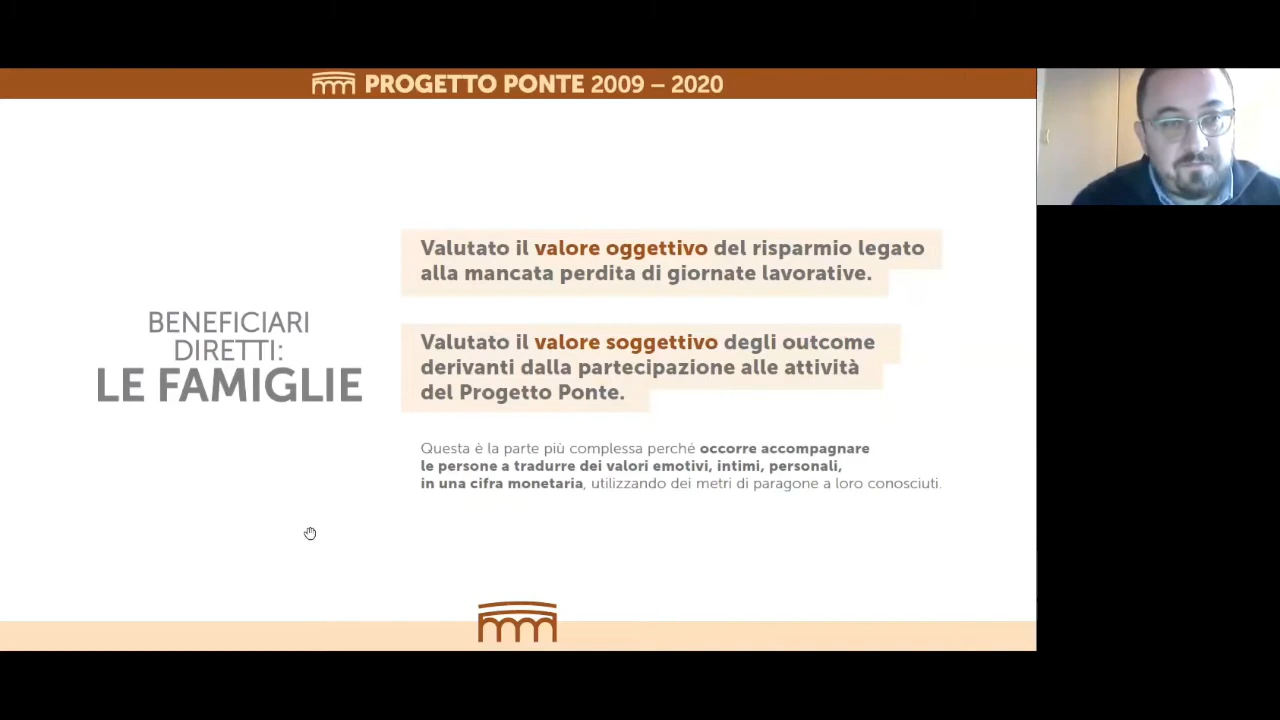 PROGETTO PONTE 2009 – 2020
BENEFICIARI
DIRETTI:
LE FAMIGLIE
Valutato il valore oggettivo del risparmio legato
alla mancata perdita di giornate lavorative.
Valutato il valore soggettivo degli outcome
derivanti dalla partecipazione alle attività
del Progetto Ponte.
Questa è la parte più complessa perché occorre accompagnare
le persone a tradurre dei valori emotivi, intimi, personali,
in una cifra monetaria, utilizzando dei metri di paragone a loro conosciuti.